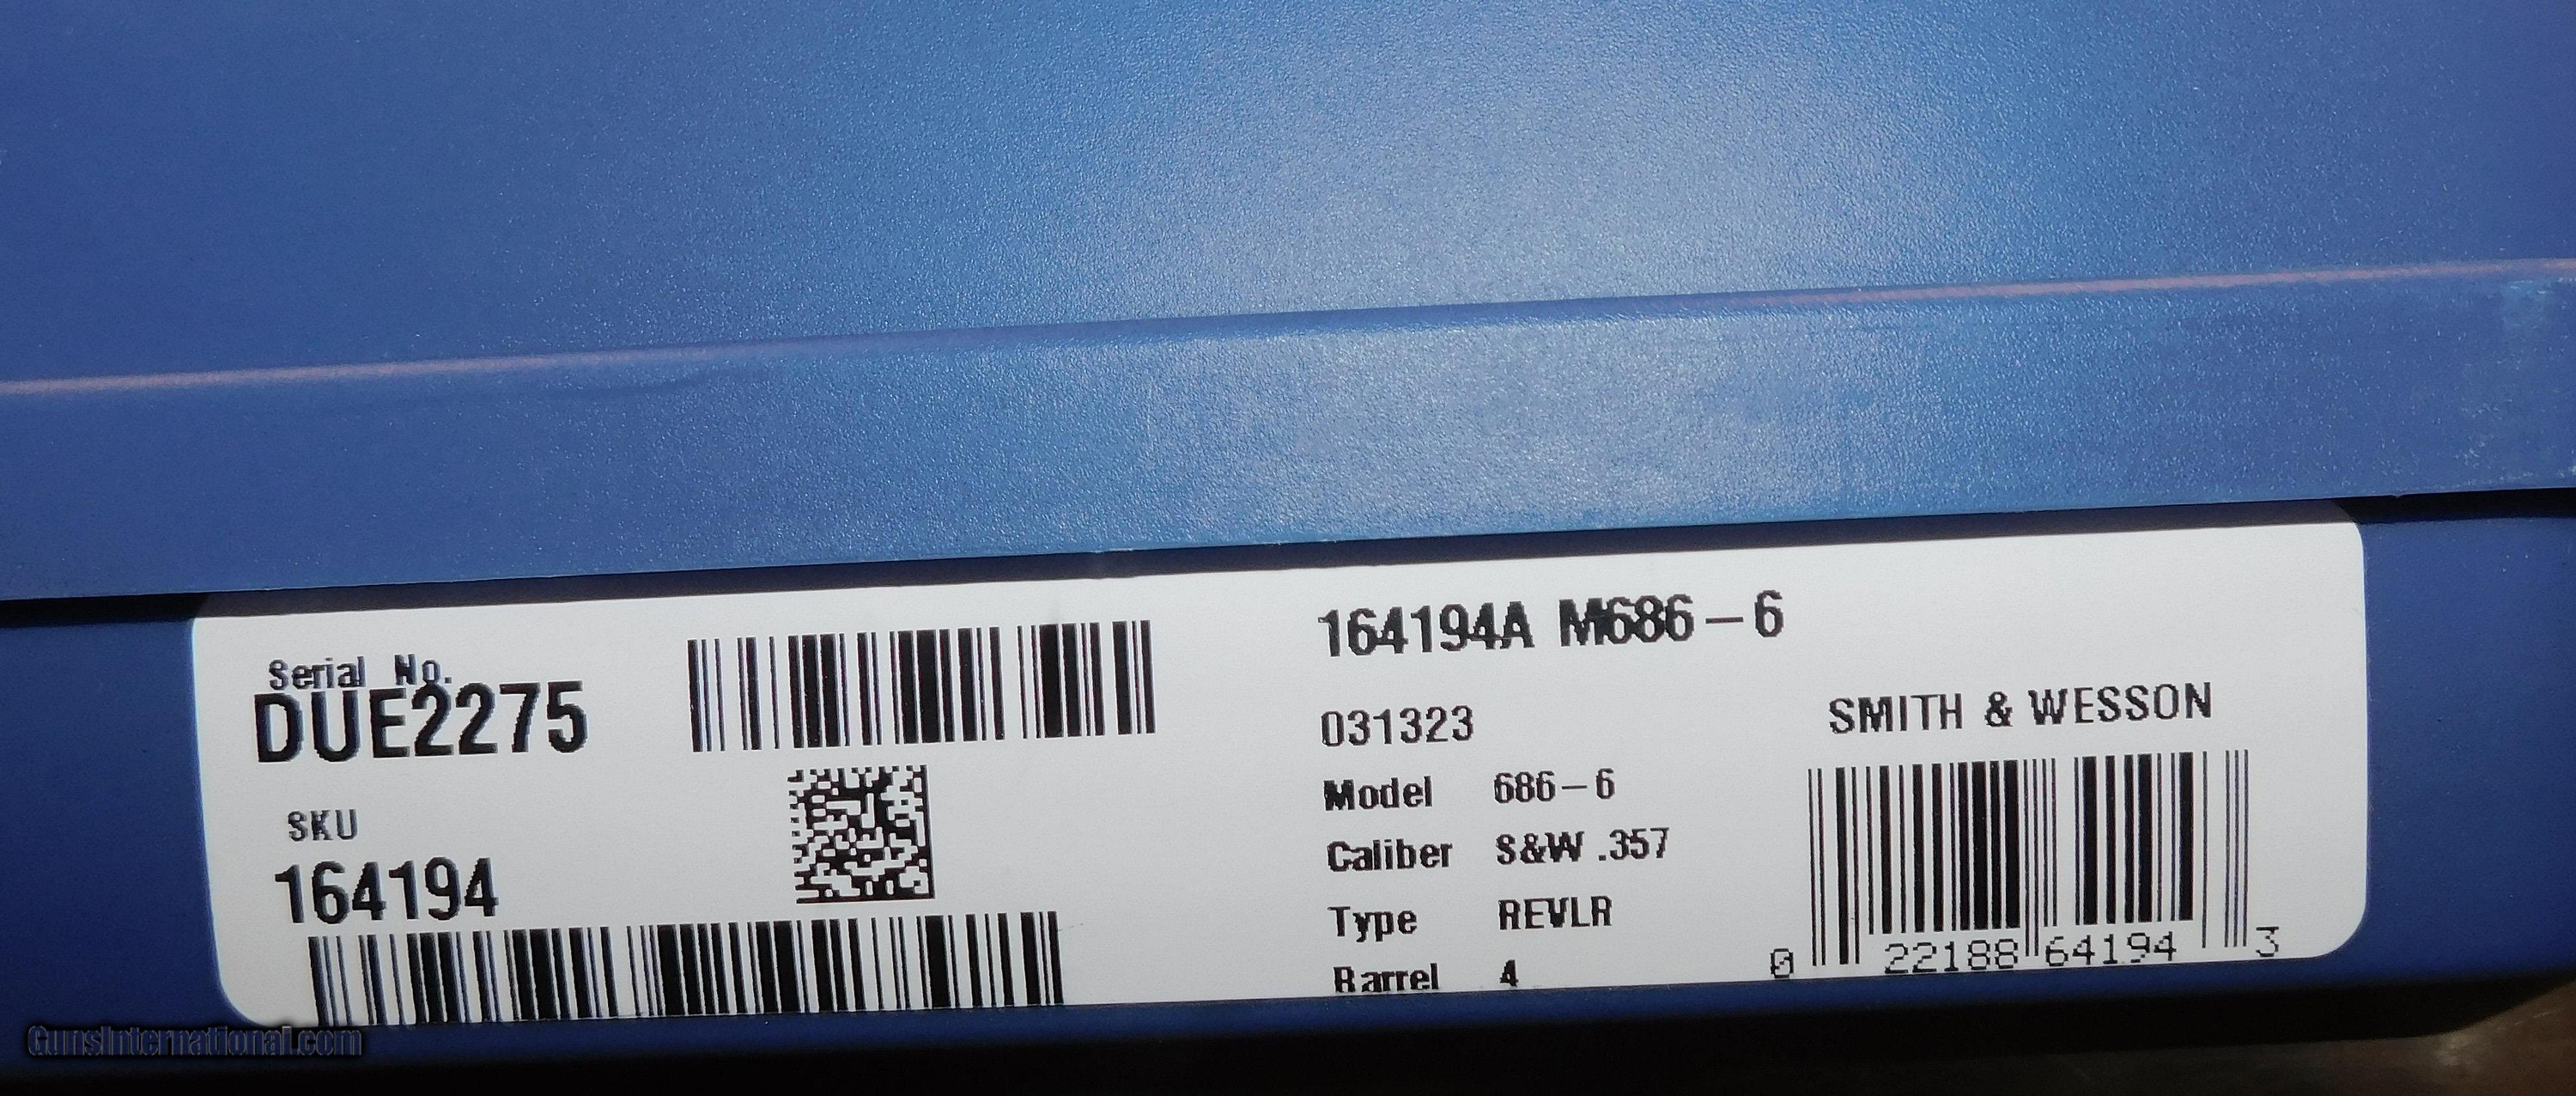 Serial No.
DUE2275
SKU
164194
164194A M686-6
031323
SMITH & WESSON
Model 686-6
Caliber S&W .357
Type REVLR
Barrel 4
0 22188 64194 3
GunsInternational.com